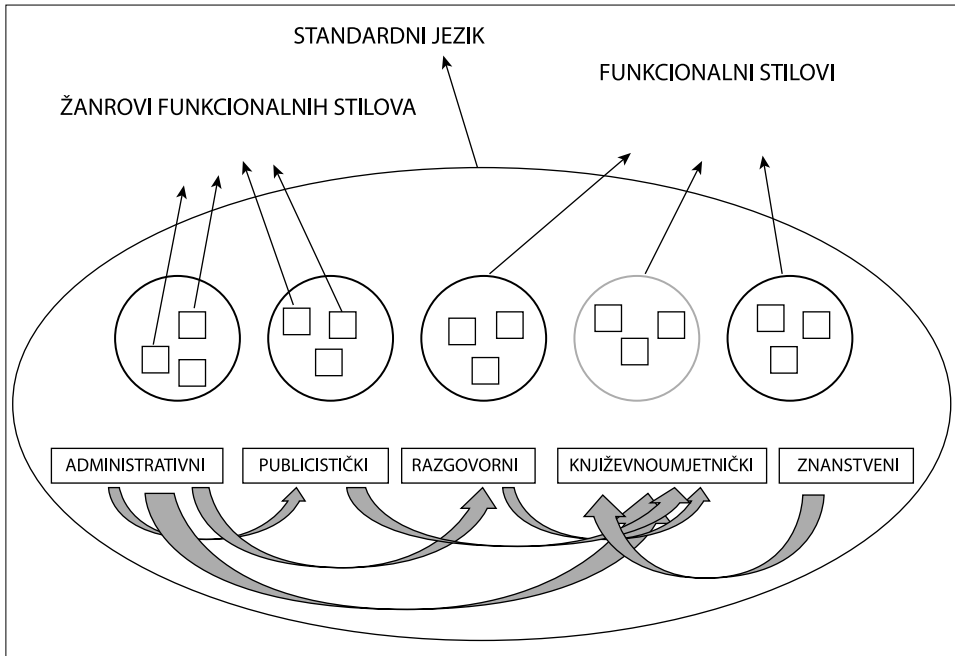 STANDARDNI JEZIK
FUNKCIONALNI STILOVI
ŽANROVI FUNKCIONALNIH STILOVA
ADMINISTRATIVNI
PUBLICISTIČKI
RAZGOVORNI
KNJIŽEVNOUMJETNIČKI
ZNANSTVENI